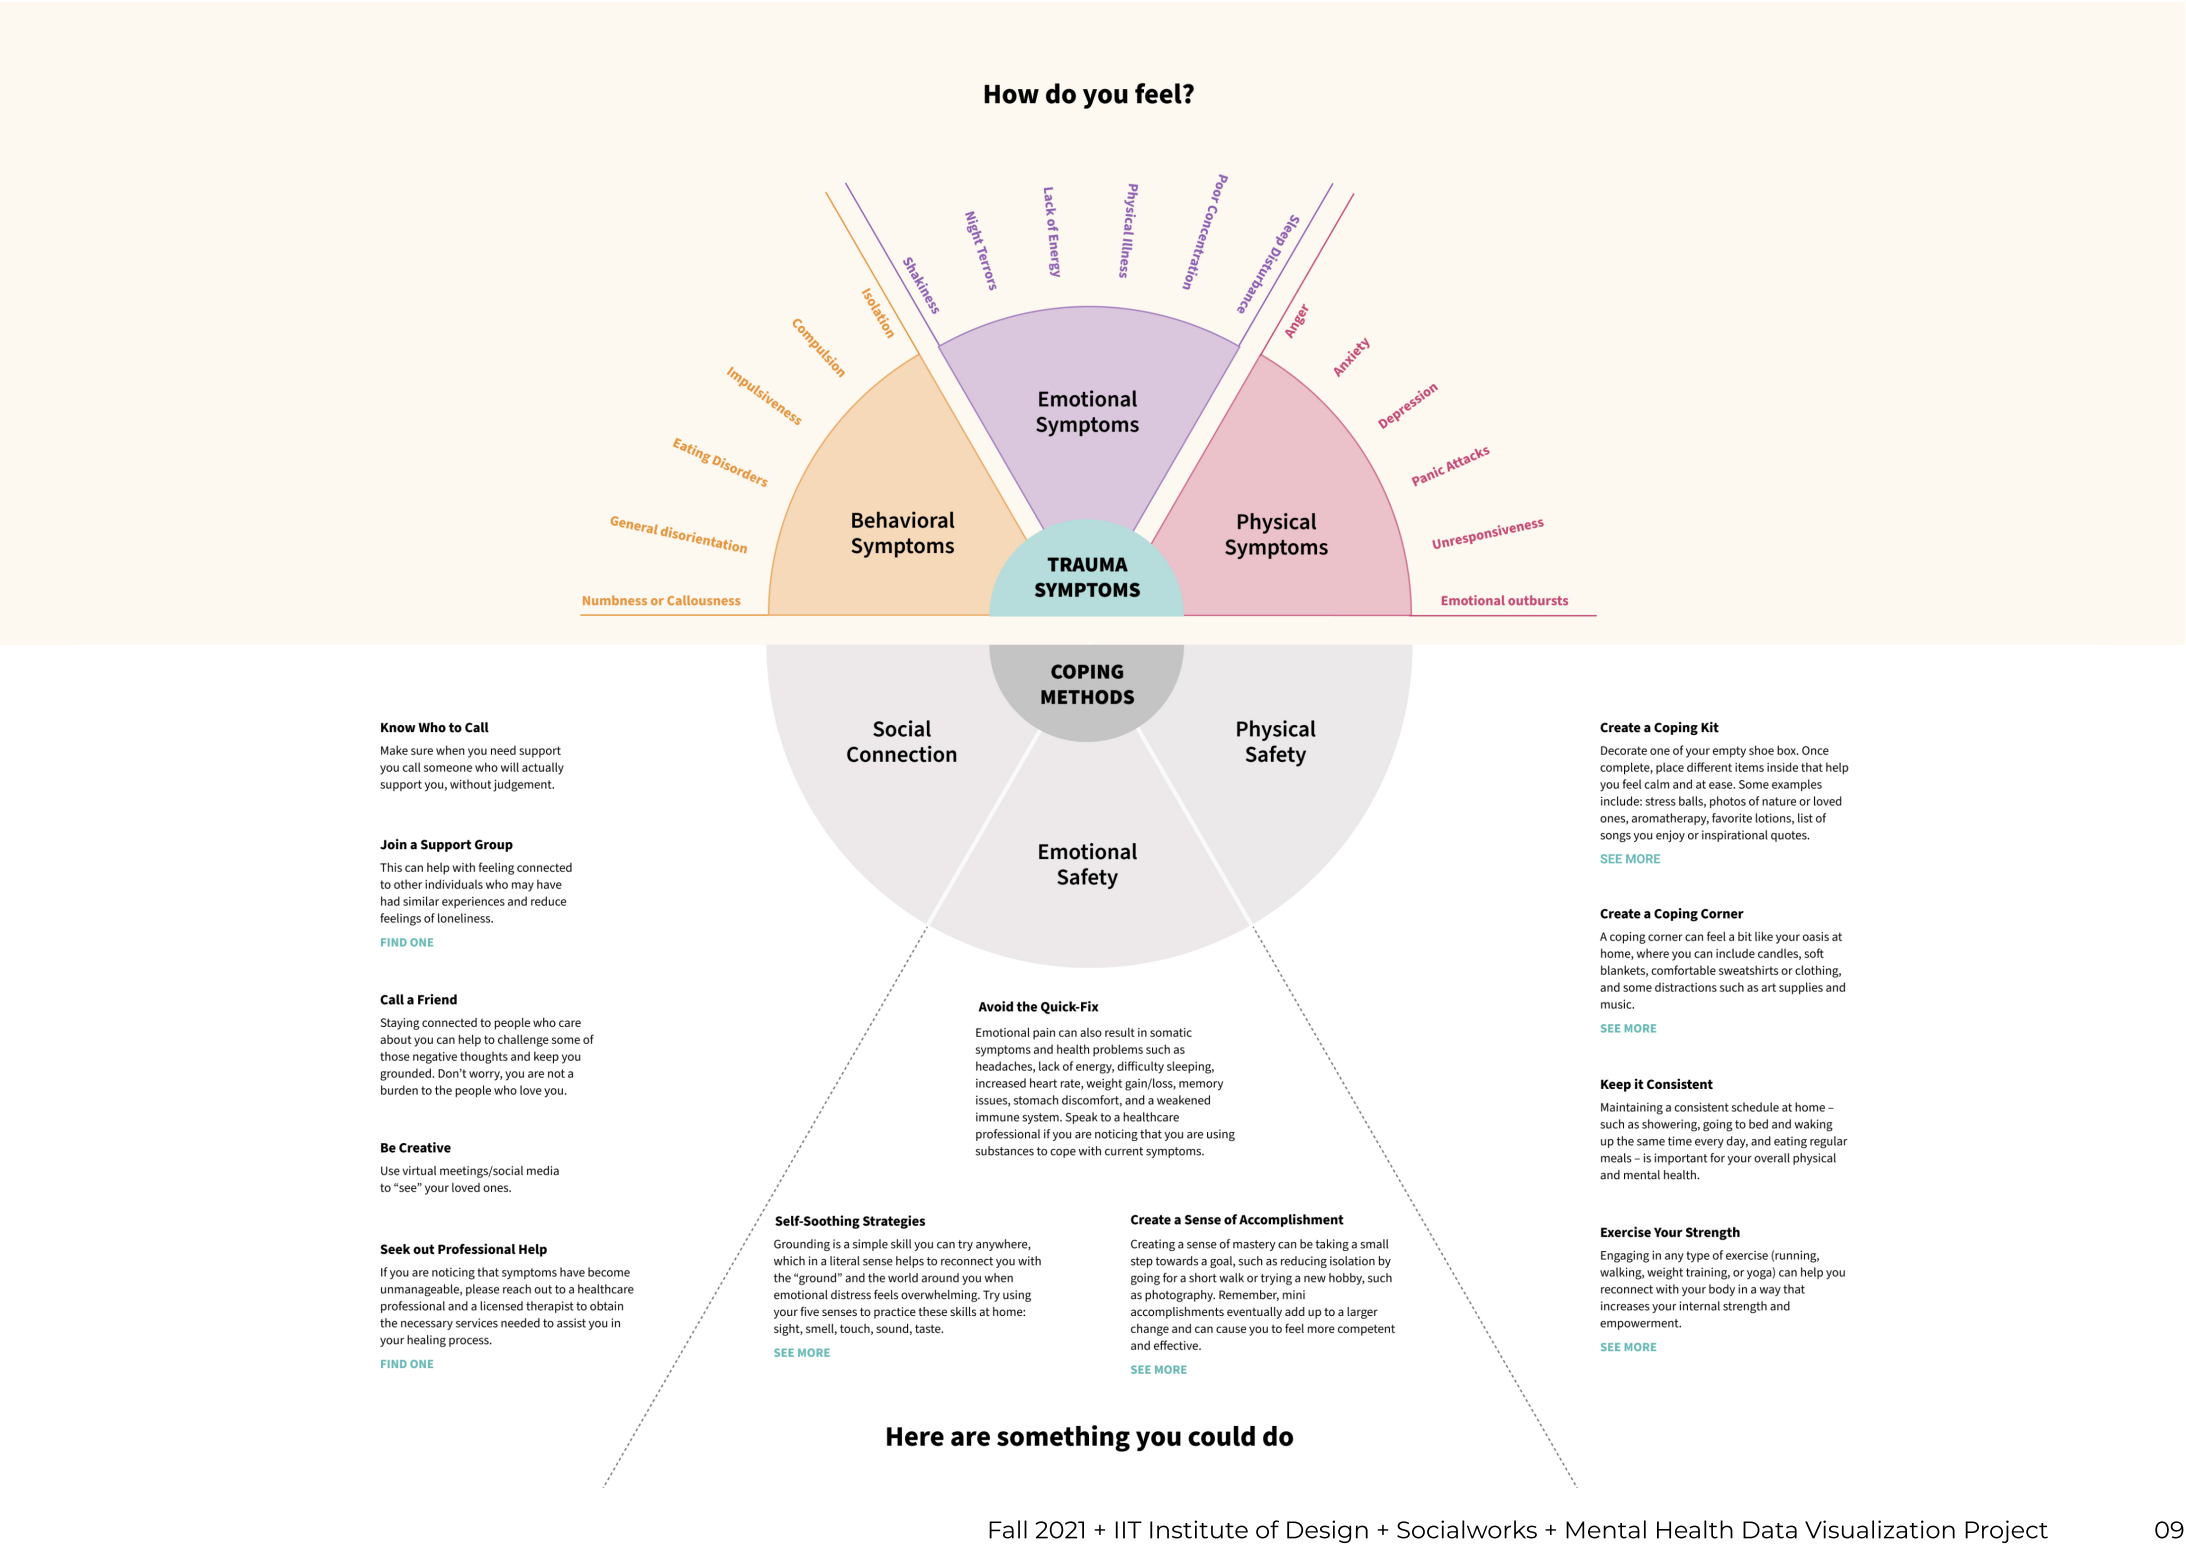 How do you feel?
Numbness or Callousness
General disorientation
Eating Disorders
Impulsiveness
Compulsion
Isolation
Shakiness
Night Terrors
Lack of Energy
Physical Illness
Poor Concentration
Sleep Disturbance
Anger
Anxiety
Depression
Panic Attacks
Unresponsiveness
Emotional outbursts
Behavioral
Symptoms
Emotional
Symptoms
Physical
Symptoms
TRAUMA
SYMPTOMS
COPING
METHODS
Social
Connection
Emotional
Safety
Physical
Safety
Know Who to Call
Make sure when you need support
you call someone who will actually
support you, without judgement.
Join a Support Group
This can help with feeling connected
to other individuals who may have
had similar experiences and reduce
feelings of loneliness.
FIND ONE
Call a Friend
Staying connected to people who care
about you can help to challenge some of
those negative thoughts and keep you
grounded. Don't worry, you are not a
burden to the people who love you.
Be Creative
Use virtual meetings/social media
to “see” your loved ones.
Seek out Professional Help
If you are noticing that symptoms have become
unmanageable, please reach out to a healthcare
professional and a licensed therapist to obtain
the necessary services needed to assist you in
your healing process.
FIND ONE
Avoid the Quick-Fix
Emotional pain can also result in somatic
symptoms and health problems such as
headaches, lack of energy, difficulty sleeping,
increased heart rate, weight gain/loss, memory
issues, stomach discomfort, and a weakened
immune system. Speak to a healthcare
professional if you are noticing that you are using
substances to cope with current symptoms.
Self-Soothing Strategies
Grounding is a simple skill you can try anywhere,
which in a literal sense helps to reconnect you with
the “ground” and the world around you when
emotional distress feels overwhelming. Try using
your five senses to practice these skills at home:
sight, smell, touch, sound, taste.
SEE MORE
Create a Sense of Accomplishment
Creating a sense of mastery can be taking a small
step towards a goal, such as reducing isolation by
going for a short walk or trying a new hobby, such
as photography. Remember, mini
accomplishments eventually add up to a larger
change and can cause you to feel more competent
and effective.
SEE MORE
Create a Coping Kit
Decorate one of your empty shoe box. Once
complete, place different items inside that help
you feel calm and at ease. Some examples
include: stress balls, photos of nature or loved
ones, aromatherapy, favorite lotions, list of
songs you enjoy or inspirational quotes.
SEE MORE
Create a Coping Corner
A coping corner can feel a bit like your oasis at
home, where you can include candles, soft
blankets, comfortable sweatshirts or clothing,
and some distractions such as art supplies and
music.
SEE MORE
Keep it Consistent
Maintaining a consistent schedule at home –
such as showering, going to bed and waking
up the same time every day, and eating regular
meals – is important for your overall physical
and mental health.
Exercise Your Strength
Engaging in any type of exercise (running,
walking, weight training, or yoga) can help you
reconnect with your body in a way that
increases your internal strength and
empowerment.
SEE MORE
Here are something you could do
Fall 2021 + IIT Institute of Design + Socialworks + Mental Health Data Visualization Project 09